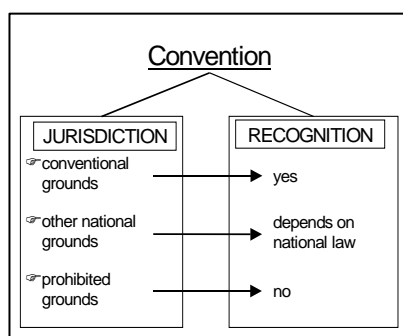 Convention
JURISDICTION
☞conventional
grounds
☞other national
grounds
☞prohibited
grounds
RECOGNITION
yes
depends on
national law
no